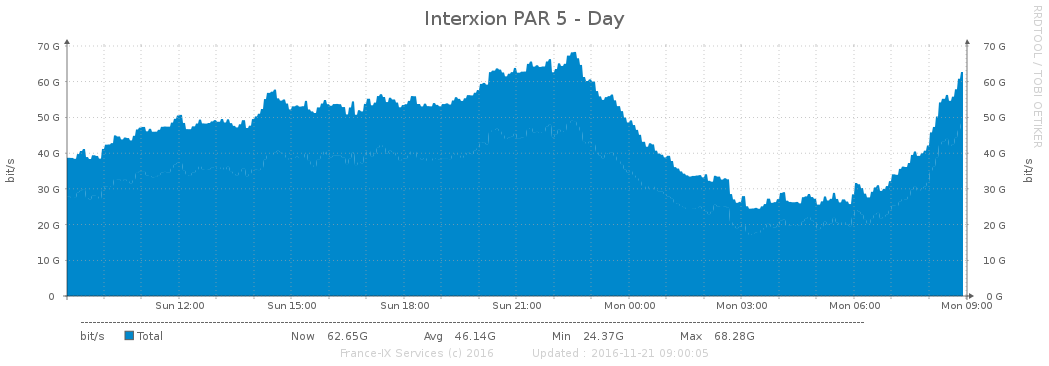 Interxion PAR 5 - Day
RRDTOOL / TOBI OETIKER
70 G 70 G
60 G 60 G
50 G 50 G
40 G 40 G
30 G 30 G
20 G 20 G
10 G 10 G
0 0 G
bit/s bit/s
Sun 12:00 Sun 15:00 Sun 18:00 Sun 21:00 Mon 00:00 Mon 03:00 Mon 06:00 Mon 09:00
bit/s Total Now 62.65G Avg 46.14G Min 24.37G Max 68.28G
France-IX Services (c) 2016 Updated : 2016-11-21 09:00:05